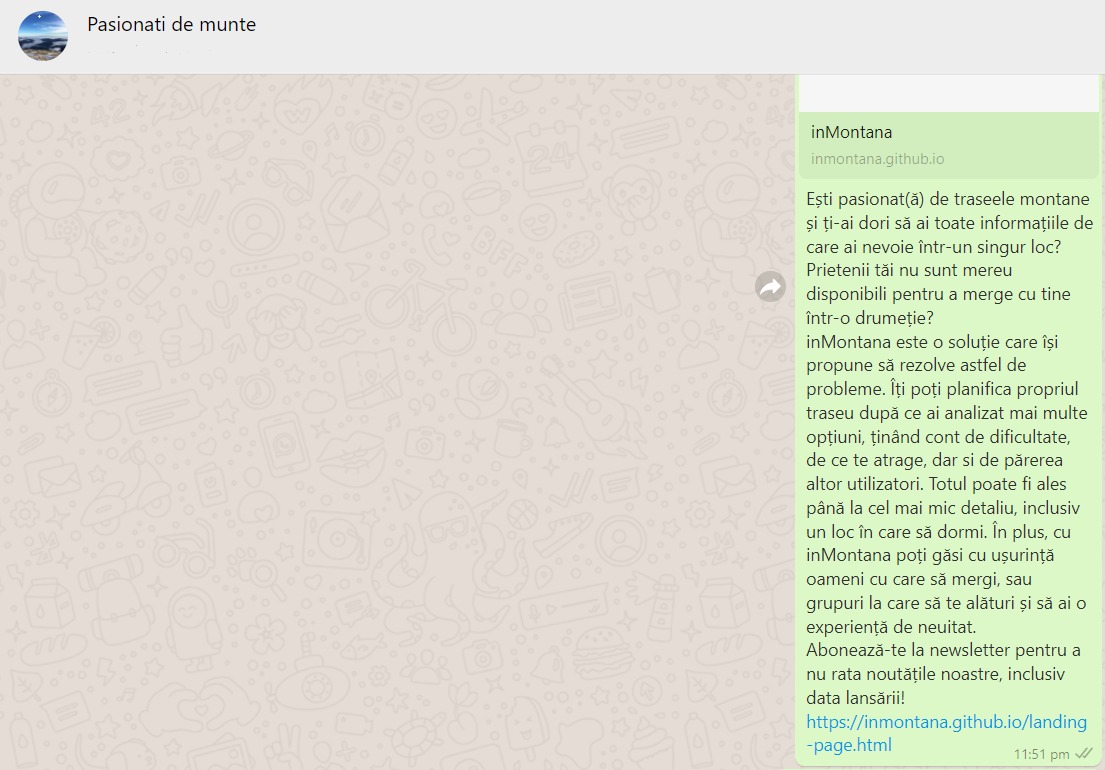 Pasionati de munte
inMontana
inmontana.github.io
Ești pasionat(ă) de traseele montane
și ți-ai dori să ai toate informațiile de
care ai nevoie într-un singur loc?
Prietenii tăi nu sunt mereu
disponibili pentru a merge cu tine
într-o drumeție?
inMontana este o soluție care își
propune să rezolve astfel de
probleme. Îți poți planifica propriul
traseu după ce ai analizat mai multe
opțiuni, ținând cont de dificultate,
de ce te atrage, dar si de părerea
altor utilizatori. Totul poate fi ales
până la cel mai mic detaliu, inclusiv
un loc în care să dormi. În plus, cu
inMontana poți găsi cu ușurință
oameni cu care să mergi, sau
grupuri la care să te alături și să ai o
experiență de neuitat.
Abonează-te la newsletter pentru a
nu rata noutățile noastre, inclusiv
data lansării!
https://inmontana.github.io/landing
-page.html
11:51 pm